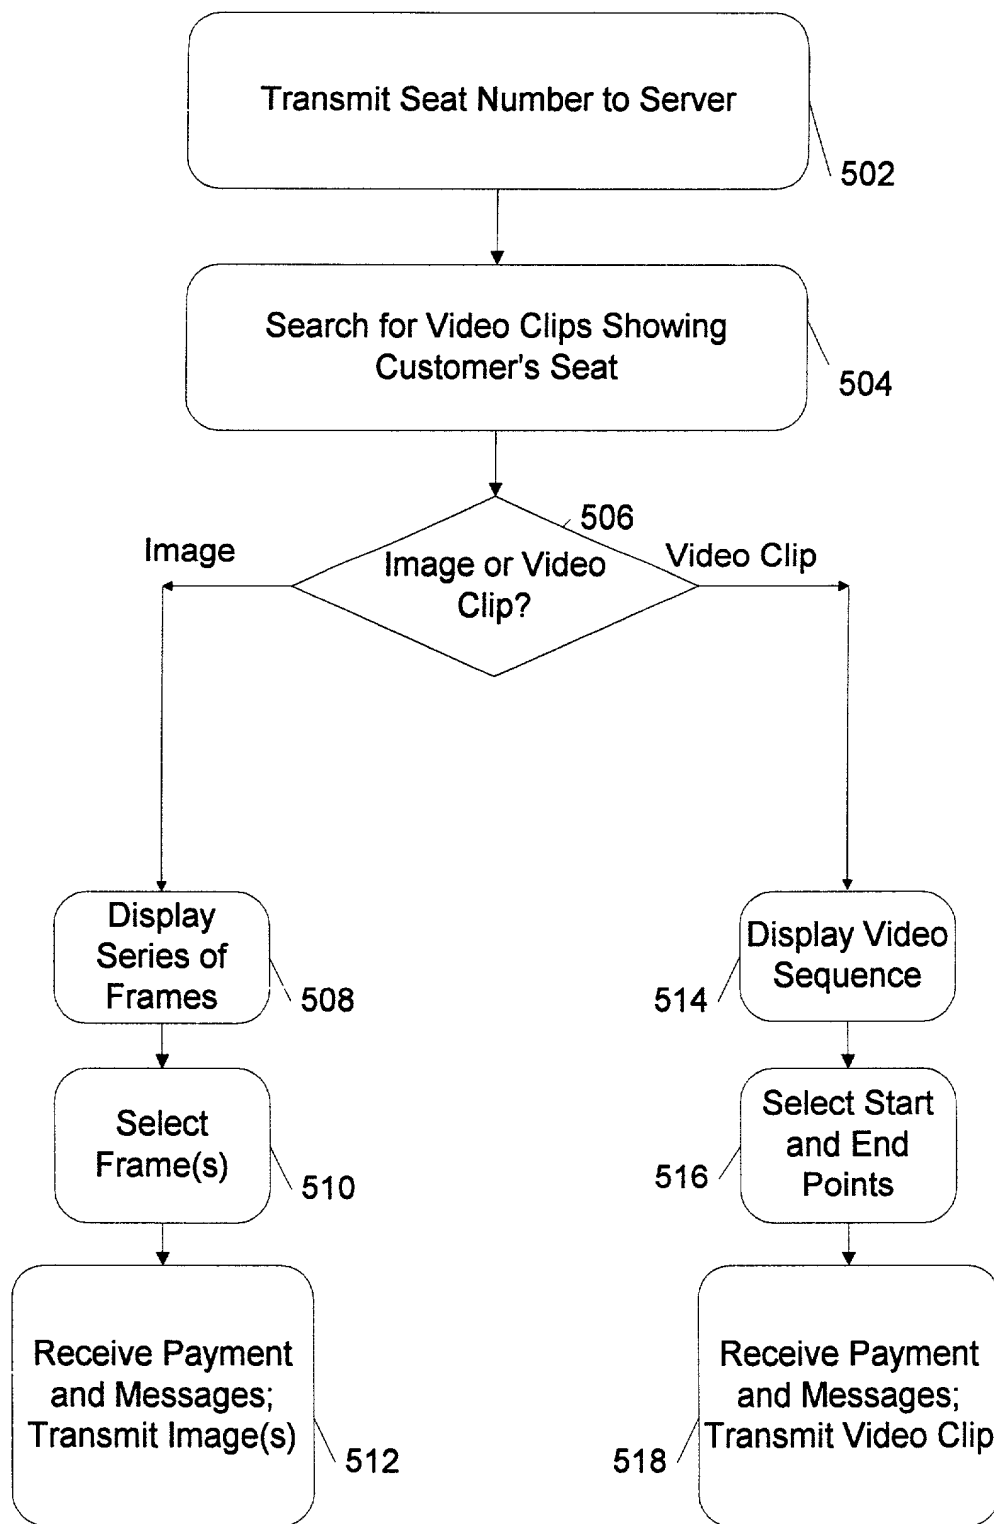 Transmit Seat Number to Server
502
Search for Video Clips Showing
Customer's Seat
504
506
Image
Image or Video
Clip?
Video Clip
Display
Series of
Frames
508
Select
Frame(s)
510
Receive Payment
and Messages;
Transmit Image(s)
512
Display Video
Sequence
514
Select Start
and End
Points
516
Receive Payment
and Messages;
Transmit Video Clip
518